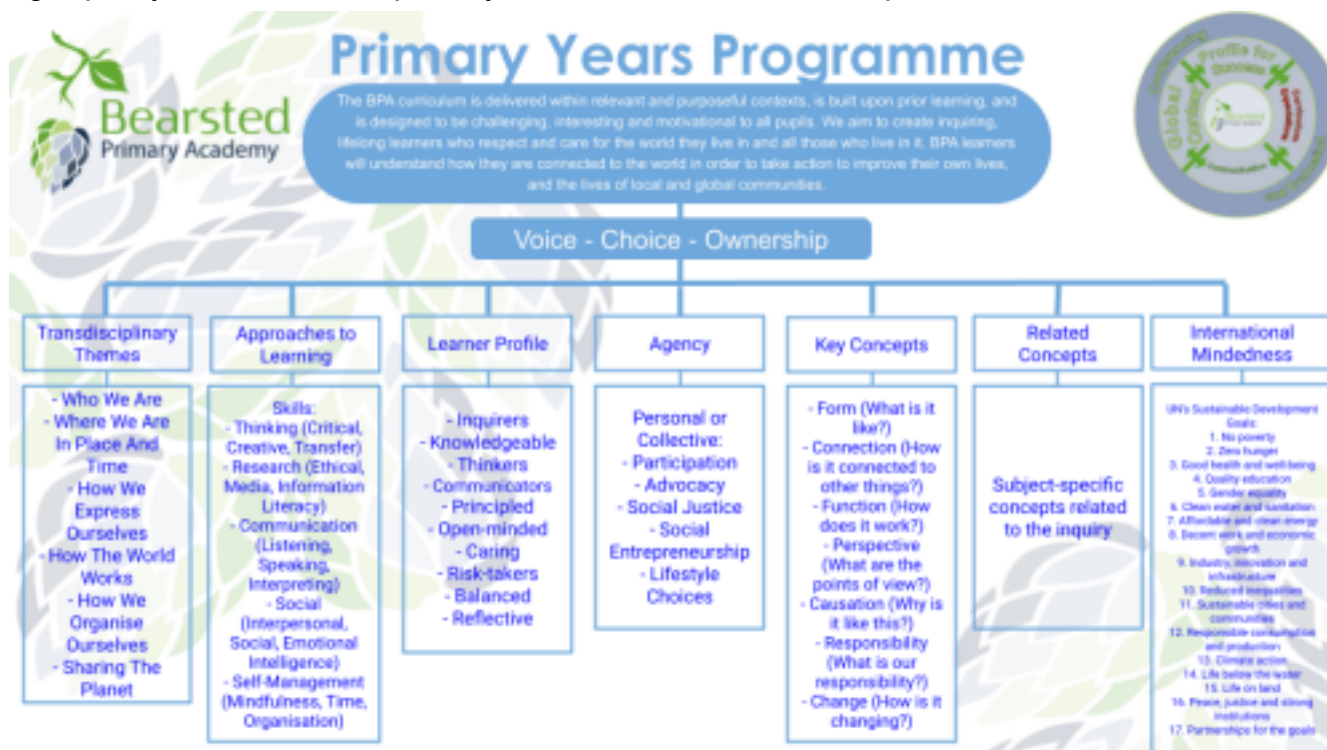 Primary Years Programme
Bearsted
Primary Academy
The BPA curriculum is delivered within relevant and purposeful contexts, is built upon prior learning, and
is designed to be challenging, interesting and motivational to all pupils. We aim to create inquiring,
lifelong learners who respect and care for the world they live in and all those who live in it. BPA learners
will understand how they are connected to the world in order to take action to improve their own lives,
and the lives of local and global communities.
Profile for
Success
Global
Context
Communication
Bearsted
Voice - Choice - Ownership
Transdisciplinary
Themes
- Who We Are
- Where We Are
In Place And
Time
- How We
Express
Ourselves
- How The World
Works
- How We
Organise
Ourselves
- Sharing The
Planet
Approaches to
Learning
Skills:
- Thinking (Critical,
Creative, Transfer)
- Research (Ethical,
Media, Information
Literacy)
- Communication
(Listening,
Speaking,
Interpreting)
- Social
(Interpersonal,
Social, Emotional
Intelligence)
- Self-Management
(Mindfulness, Time,
Organisation)
Learner Profile
- Inquirers
- Knowledgeable
- Thinkers
- Communicators
- Principled
- Open-minded
- Caring
- Risk-takers
- Balanced
- Reflective
Agency
Personal or
Collective:
- Participation
- Advocacy
- Social Justice
- Social
Entrepreneurship
- Lifestyle
Choices
Key Concepts
- Form (What is it
like?)
- Connection (How
is it connected to
other things?)
- Function (How
does it work?)
- Perspective
(What are the
points of view?)
- Causation (Why is
it like this?)
- Responsibility
(What is our
responsibility?)
- Change (How is it
changing?)
Related
Concepts
Subject-specific
concepts related
to the inquiry
International
Mindedness
UN's Sustainable Development
Goals:
1. No poverty
2. Zero hunger
3. Good health and well-being
4. Quality education
5. Gender equality
6. Clean water and sanitation
7. Affordable and clean energy
8. Decent work and economic
growth
9. Industry, innovation and
infrastructure
10. Reduced inequalities
11. Sustainable cities and
communities
12. Responsible consumption
and production
13. Climate action
14. Life below the water
15. Life on land
16. Peace, justice and strong
institutions
17. Partnerships for the goals